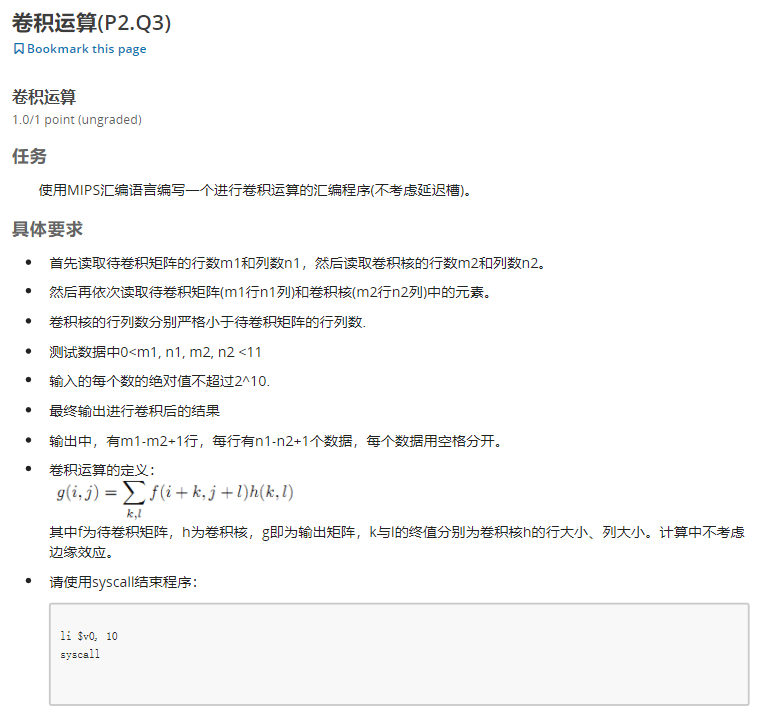 卷积运算(P2.Q3)
Bookmark this page
卷积运算
1.0/1 point (ungraded)
任务
使用MIPS汇编语言编写一个进行卷积运算的汇编程序(不考虑延迟槽)。
具体要求
首先读取待卷积矩阵的行数m1和列数n1，然后读取卷积核的行数m2和列数n2。
然后再依次读取待卷积矩阵(m1行n1列)和卷积核(m2行n2列)中的元素。
卷积核的行列数分别严格小于待卷积矩阵的行列数.
测试数据中0<m1, n1, m2, n2 <11
输入的每个数的绝对值不超过2^10.
最终输出进行卷积后的结果
输出中，有m1-m2+1行，每行有n1-n2+1个数据，每个数据用空格分开。
卷积运算的定义：
g(i, j) = ∑ f(i + k, j + l)h(k, l)
k,l
其中f为待卷积矩阵，h为卷积核，g即为输出矩阵，k与l的终值分别为卷积核h的行大小、列大小。计算中不考虑
边缘效应。
请使用syscall结束程序：
li $v0, 10
syscall